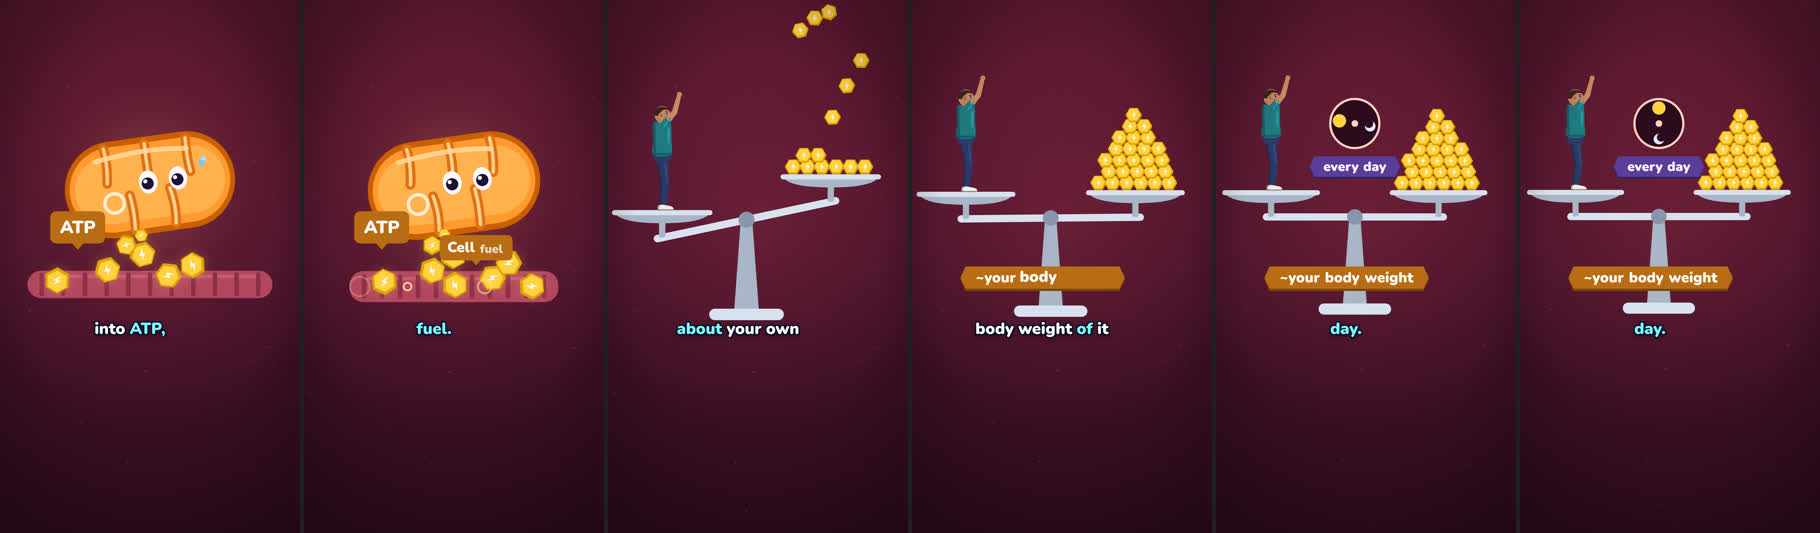 ATP
into ATP,
ATP
Cell fuel
fuel.
about your own
~your body
body weight of it
every day
~your body weight
day.
every day
~your body weight
day.